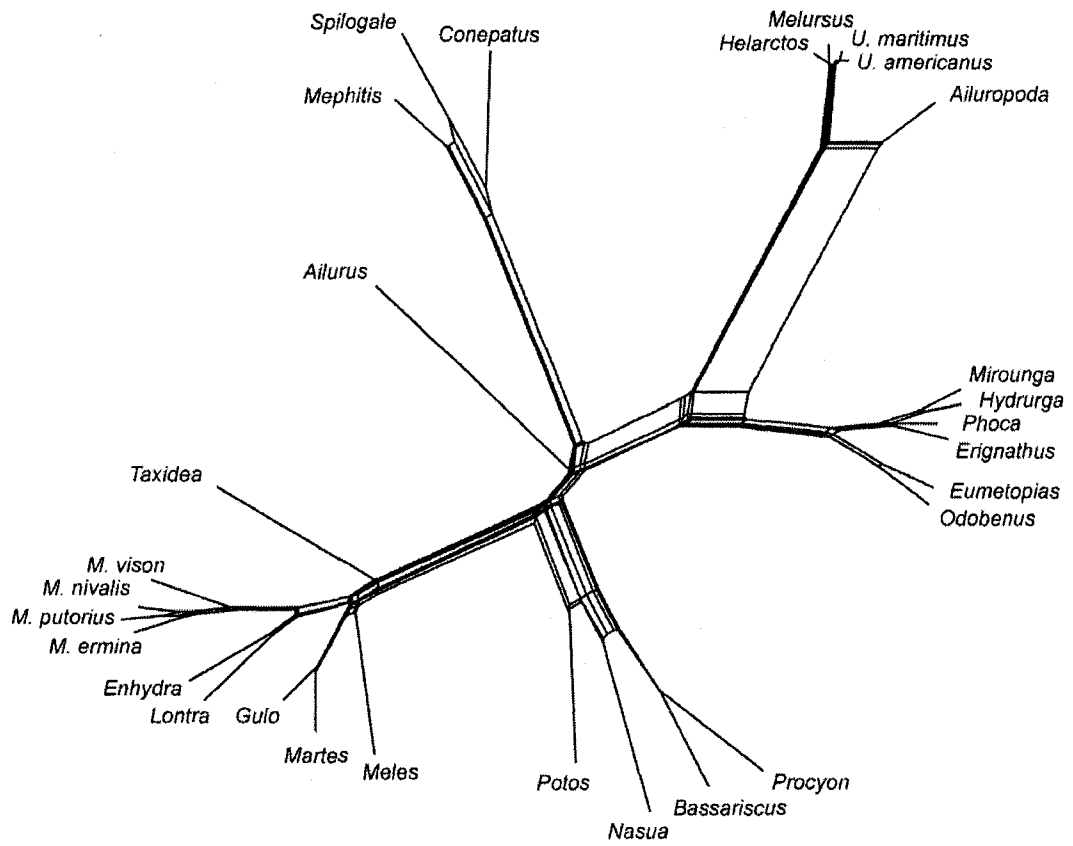 Spilogale
Conepatus
Mephitis
Melursus
Helarctos
U. maritimus
U. americanus
Ailuropoda
Ailurus
Mirounga
Hydrurga
Phoca
Erignathus
Eumetopias
Odobenus
Taxidea
M. vison
M. nivalis
M. putorius
M. ermina
Enhydra
Lontra
Gulo
Martes
Meles
Potos
Nasua
Bassariscus
Procyon